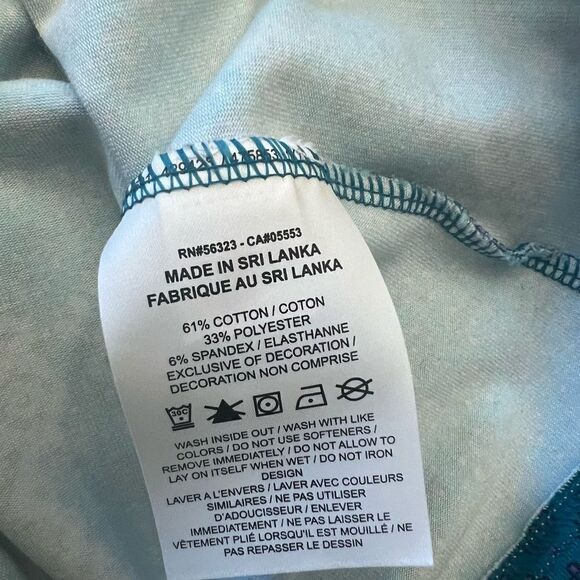 RN#56323 - CA#05553
MADE IN SRI LANKA
FABRIQUE AU SRI LANKA
61% COTTON / COTON
33% POLYESTER
6% SPANDEX / ELASTHANNE
EXCLUSIVE OF DECORATION /
DECORATION NON COMPRISE
30C
WASH INSIDE OUT / WASH WITH LIKE
COLORS / DO NOT USE SOFTENERS /
REMOVE IMMEDIATELY / DO NOT ALLOW TO
LAY ON ITSELF WHEN WET / DO NOT IRON
DESIGN
LAVER A L'ENVERS / LAVER AVEC COULEURS
SIMILAIRES / NE PAS UTILISER
D'ADOUCISSEUR / ENLEVER
IMMEDIATEMENT / NE PAS LAISSER LE
VÊTEMENT PLIÉ LORSQU'IL EST MOUILLÉ / NE
PAS REPASSER LE DESSIN